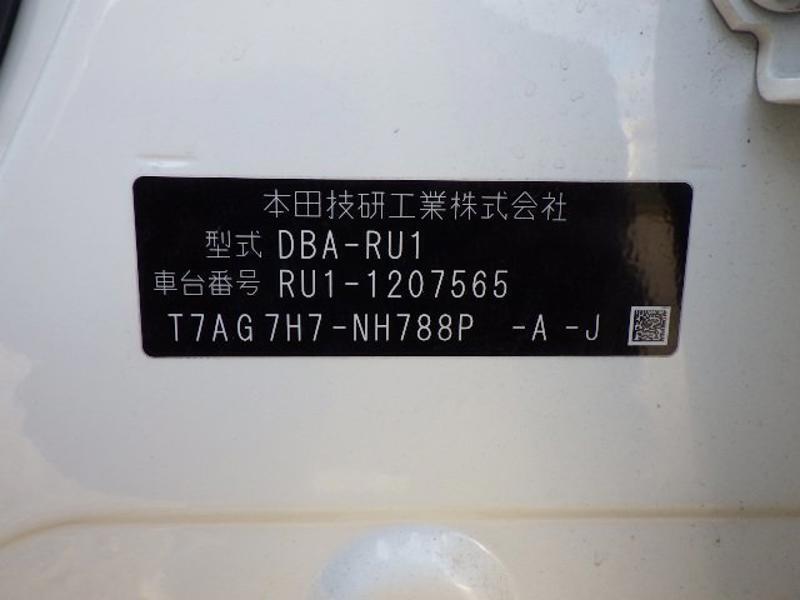 本田技研工業株式会社
型式 DBA-RU1
車台番号 RU1-1207565
T7AG7H7-NH788P -A-J